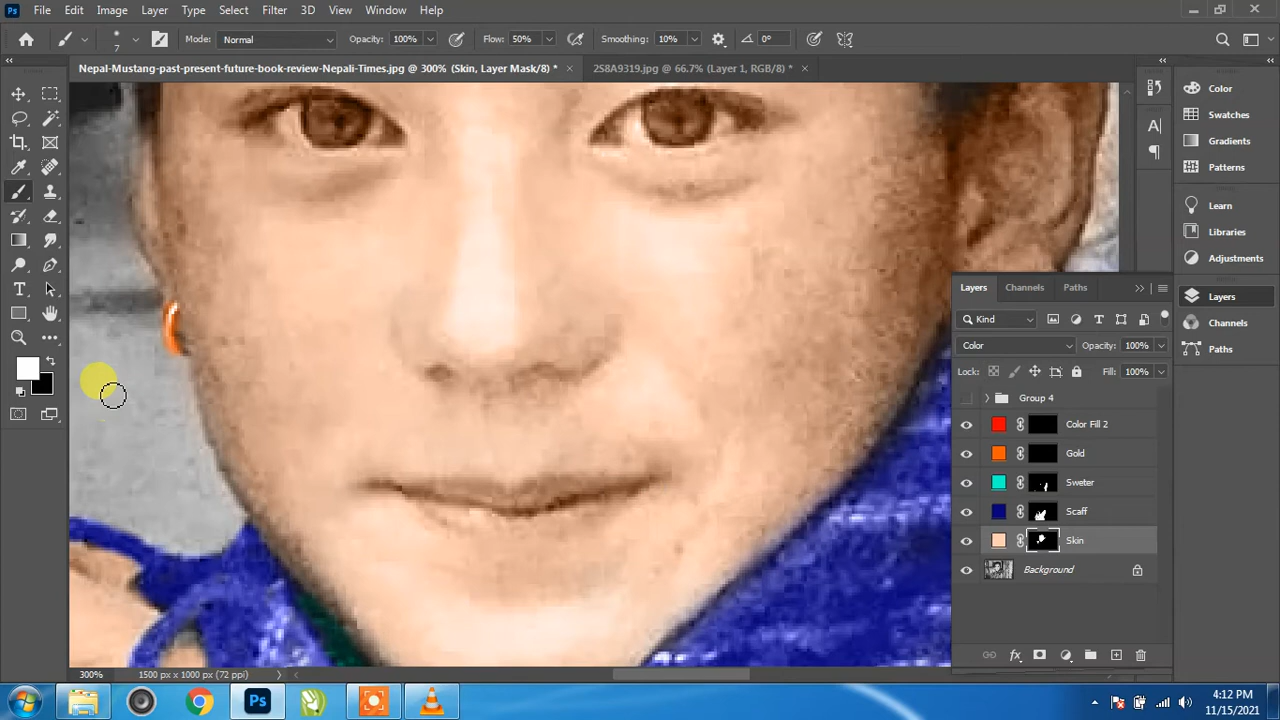 Ps File Edit Image Layer Type Select Filter 3D View Window Help
7 Mode: Normal Opacity: 100% Flow: 50% Smoothing: 10% 0°
Nepal-Mustang-past-present-future-book-review-Nepali-Times.jpg @ 300% (Skin, Layer Mask/8) * × 2S8A9319.jpg @ 66.7% (Layer 1, RGB/8) * ×
Color
Swatches
Gradients
Patterns
Learn
Libraries
Adjustments
Layers
Channels
Paths
Layers Channels Paths
Kind
Color Opacity: 100%
Lock: Fill: 100%
Group 4
Color Fill 2
Gold
Sweter
Scaff
Skin
Background
fx
300% 1500 px x 1000 px (72 ppi)
Ps
4:12 PM
11/15/2021